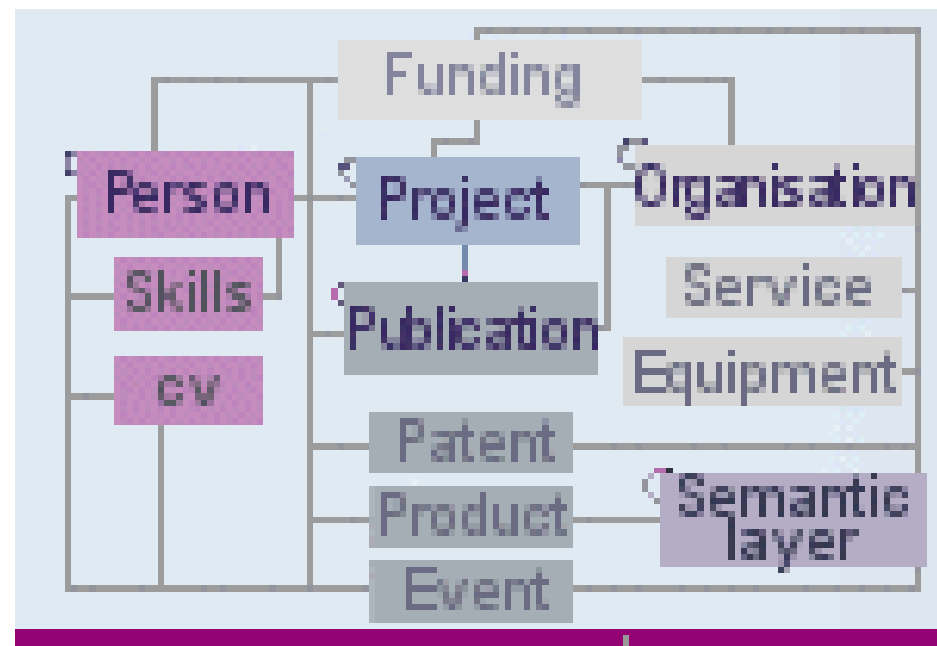 Funding
Person
Project
Organisation
Skills
Service
Publication
cv
Equipment
Patent
Product
Semantic
layer
Event